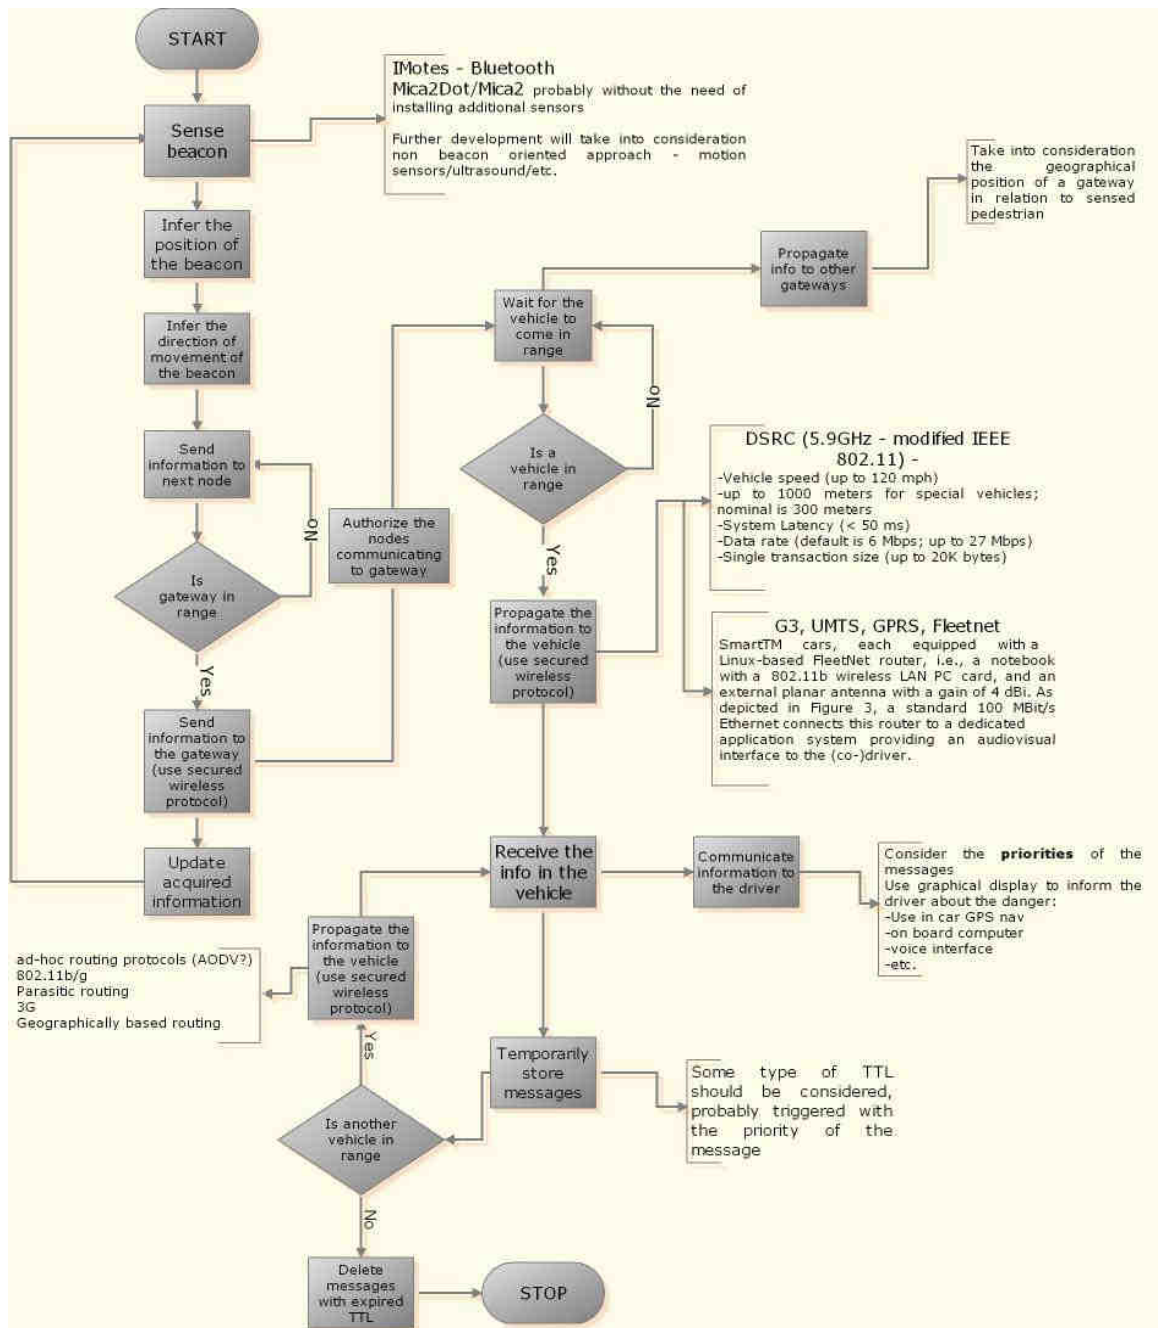 START
IMotes - Bluetooth
Mica2Dot/Mica2 probably without the need of
installing additional sensors
Further development will take into consideration
non beacon oriented approach - motion
sensors/ultrasound/etc.
Sense
beacon
Take into consideration
the geographical
position of a gateway
in relation to sensed
pedestrian
Infer the
position of
the beacon
Propagate
info to other
gateways
Wait for the
vehicle to
come in
range
Infer the
direction of
movement of
the beacon
No
Send
information to
next node
Is a
vehicle in
range
DSRC (5.9GHz - modified IEEE
802.11) -
-Vehicle speed (up to 120 mph)
-up to 1000 meters for special vehicles;
nominal is 300 meters
-System Latency (< 50 ms)
-Data rate (default is 6 Mbps; up to 27 Mbps)
-Single transaction size (up to 20K bytes)
No
Authorize the
nodes
communicating
to gateway
Yes
Is
gateway in
range
Propagate the
information to
the vehicle
(use secured
wireless
protocol)
G3, UMTS, GPRS, Fleetnet
SmartTM cars, each equipped with a
Linux-based FleetNet router, i.e., a notebook
with a 802.11b wireless LAN PC card, and an
external planar antenna with a gain of 4 dBi. As
depicted in Figure 3, a standard 100 MBit/s
Ethernet connects this router to a dedicated
application system providing an audiovisual
interface to the (co-)driver.
Yes
Send
information to
the gateway
(use secured
wireless
protocol)
Update
acquired
information
Receive the
info in the
vehicle
Communicate
information to
the driver
Consider the priorities of the
messages
Use graphical display to inform the
driver about the danger:
-Use in car GPS nav
-on board computer
-voice interface
-etc.
Propagate the
information to
the vehicle
(use secured
wireless
protocol)
ad-hoc routing protocols (AODV?)
802.11b/g
Parasitic routing
3G
Geographically based routing
Yes
Temporarily
store
messages
Some type of TTL
should be considered,
probably triggered with
the priority of the
message
Is another
vehicle in
range
No
Delete
messages
with expired
TTL
STOP